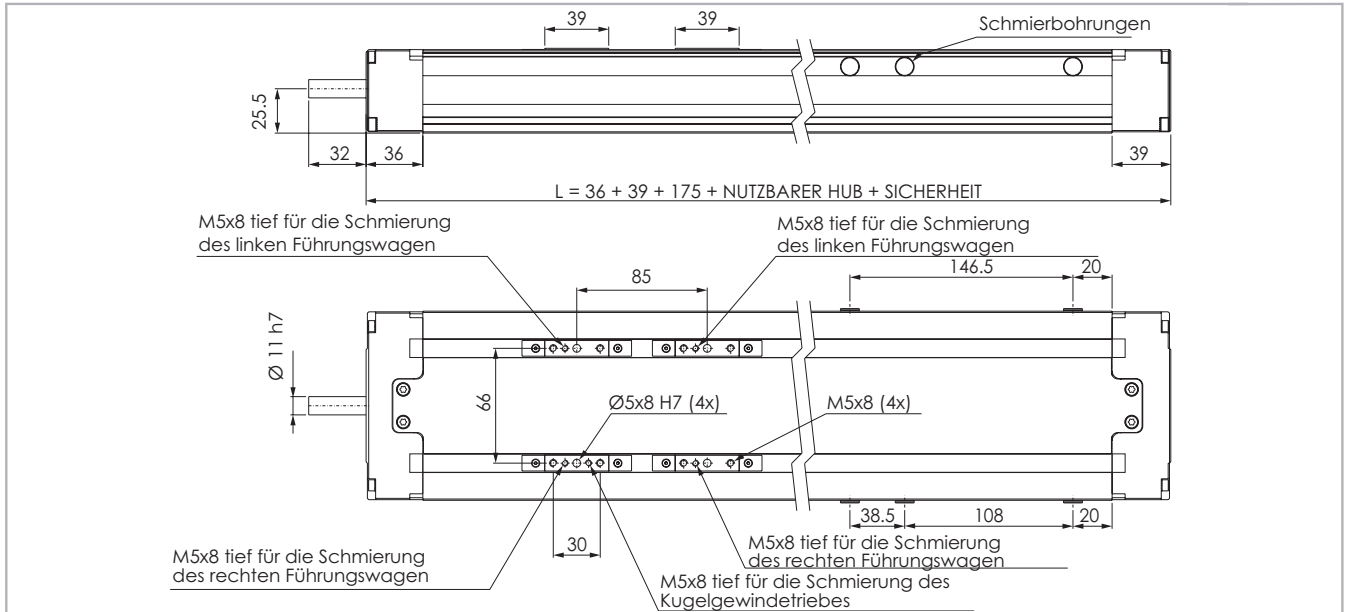 39
39
Schmierbohrungen
25.5
32
36
39
L = 36 + 39 + 175 + NUTZBARER HUB + SICHERHEIT
M5x8 tief für die Schmierung
des linken Führungswagen
M5x8 tief für die Schmierung
des linken Führungswagen
85
146.5
20
Ø 11 h7
66
Ø5x8 H7 (4x)
M5x8 (4x)
30
38.5
108
20
M5x8 tief für die Schmierung
des rechten Führungswagen
M5x8 tief für die Schmierung
des rechten Führungswagen
M5x8 tief für die Schmierung des
Kugelgewindetriebes